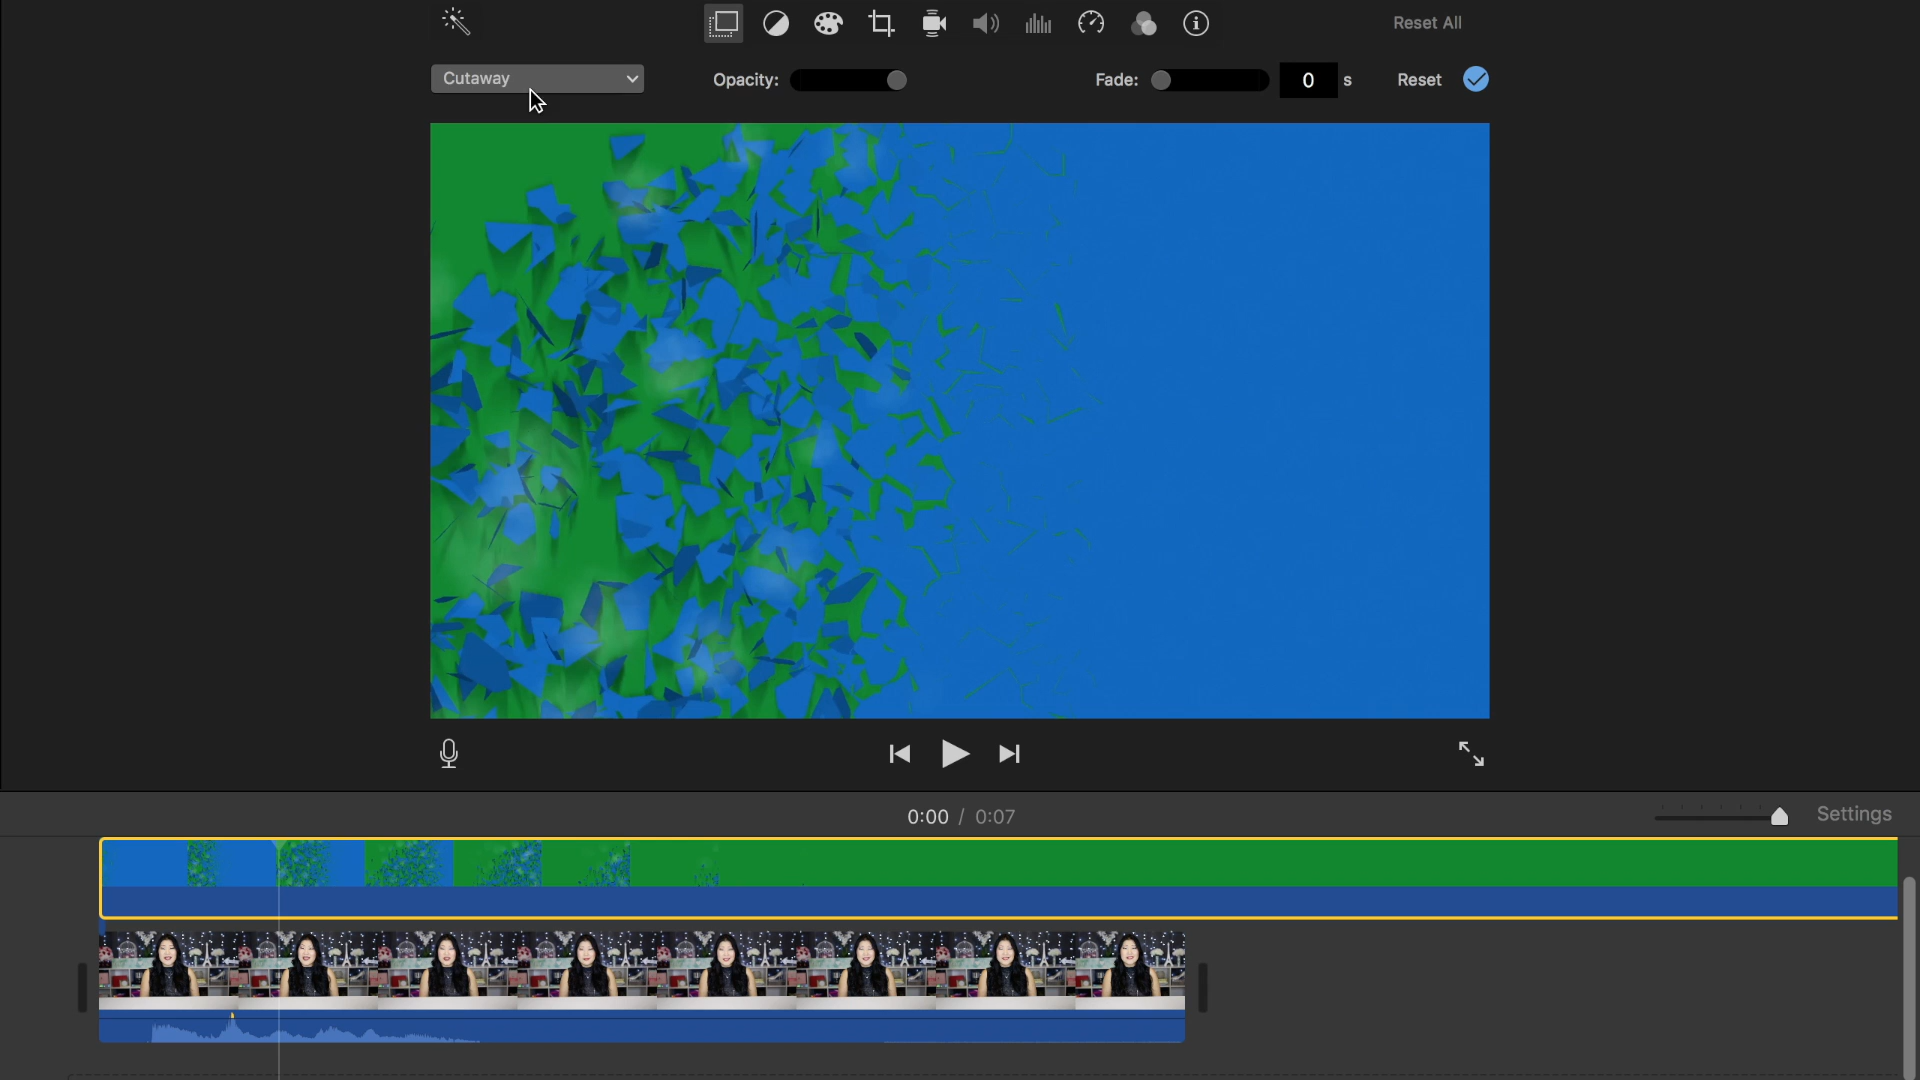 Reset All
Cutaway Opacity: Fade: 0 s Reset
0:00 / 0:07 Settings